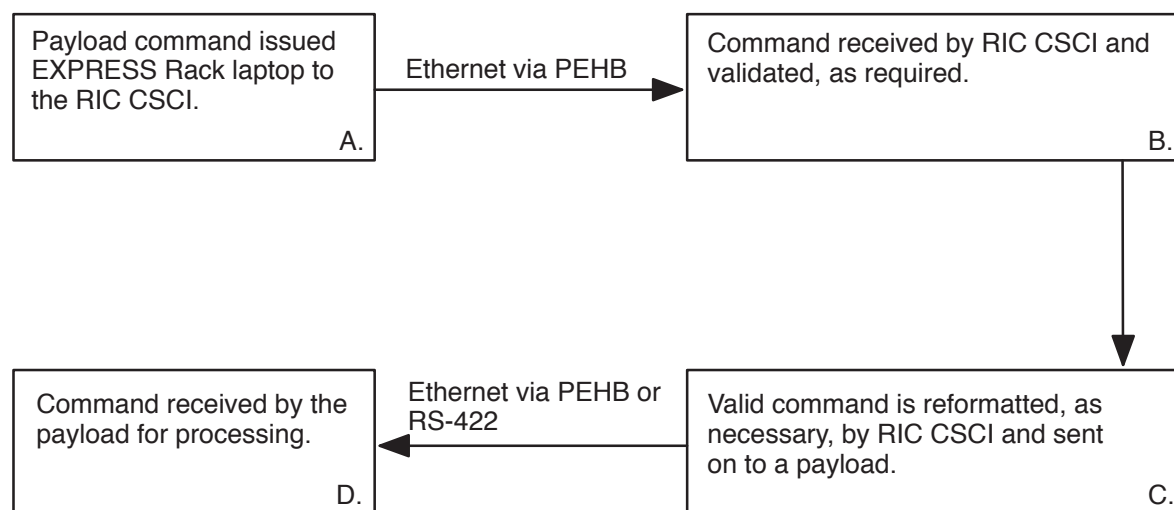 Payload command issued
EXPRESS Rack laptop to
the RIC CSCI.
A.
Ethernet via PEHB
Command received by RIC CSCI and
validated, as required.
B.
Command received by the
payload for processing.
D.
Ethernet via PEHB or
RS-422
Valid command is reformatted, as
necessary, by RIC CSCI and sent
on to a payload.
C.